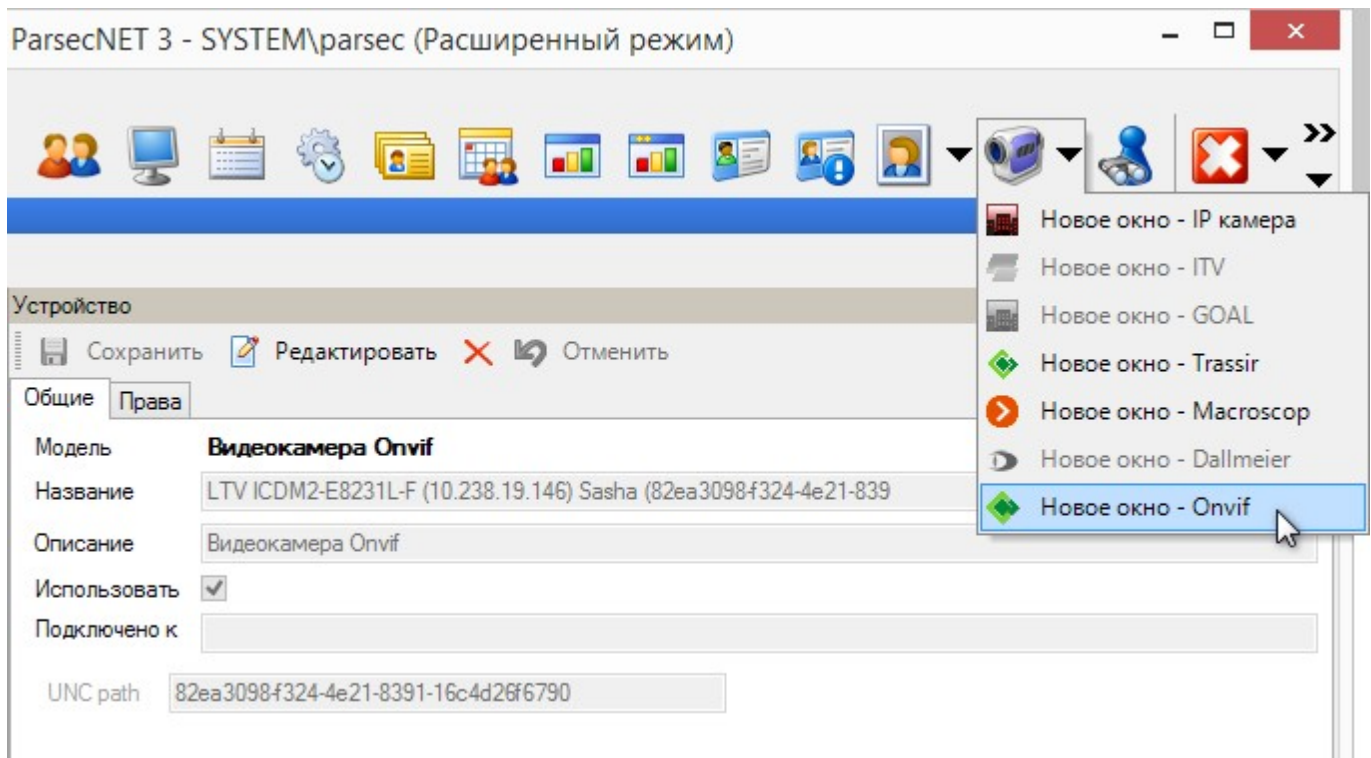 ParsecNET 3 - SYSTEM\parsec (Расширенный режим)
Новое окно - IP камера
Новое окно - ITV
Новое окно - GOAL
Новое окно - Trassir
Новое окно - Macroscop
Новое окно - Dallmeier
Новое окно - Onvif
Устройство
Сохранить Редактировать Отменить
Общие Права
Модель Видеокамера Onvif
Название LTV ICDM2-E8231L-F (10.238.19.146) Sasha (82ea3098-f324-4e21-839
Описание Видеокамера Onvif
Использовать
Подключено к
UNC path 82ea3098-f324-4e21-8391-16c4d26f6790